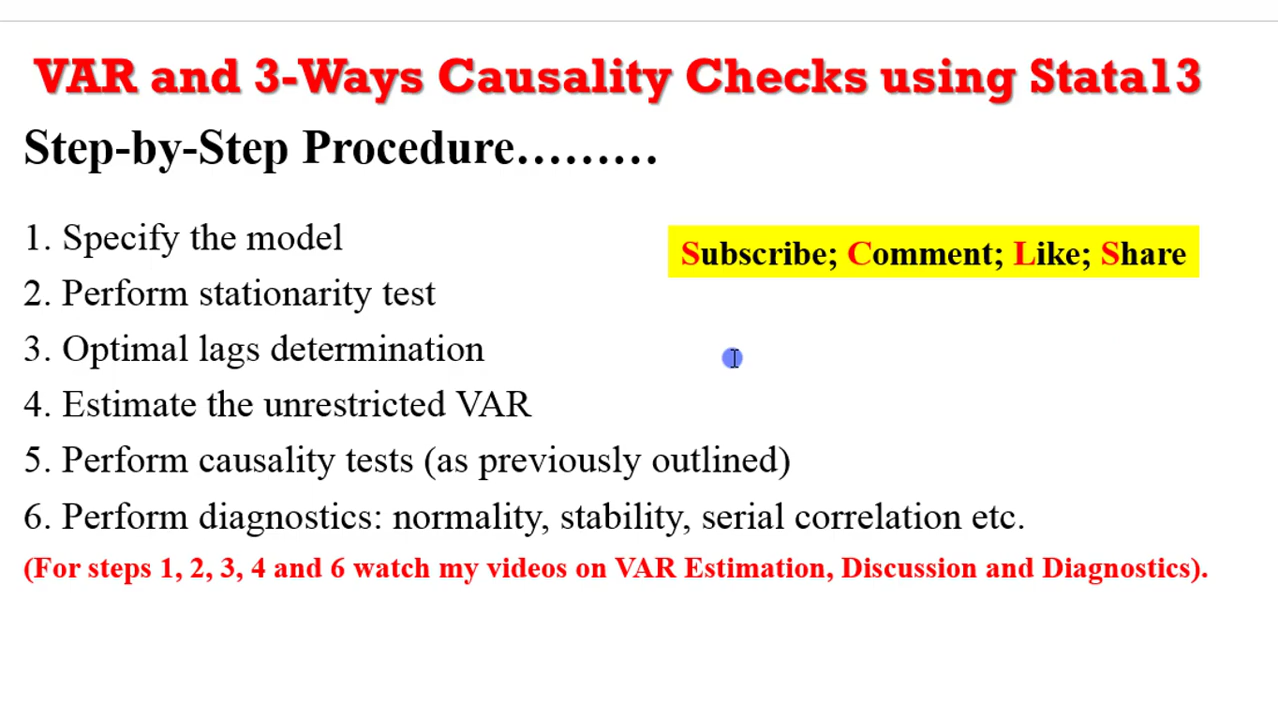 VAR and 3-Ways Causality Checks using Stata13
Step-by-Step Procedure.........
1. Specify the model
Subscribe; Comment; Like; Share
2. Perform stationarity test
3. Optimal lags determination
4. Estimate the unrestricted VAR
5. Perform causality tests (as previously outlined)
6. Perform diagnostics: normality, stability, serial correlation etc.
(For steps 1, 2, 3, 4 and 6 watch my videos on VAR Estimation, Discussion and Diagnostics).